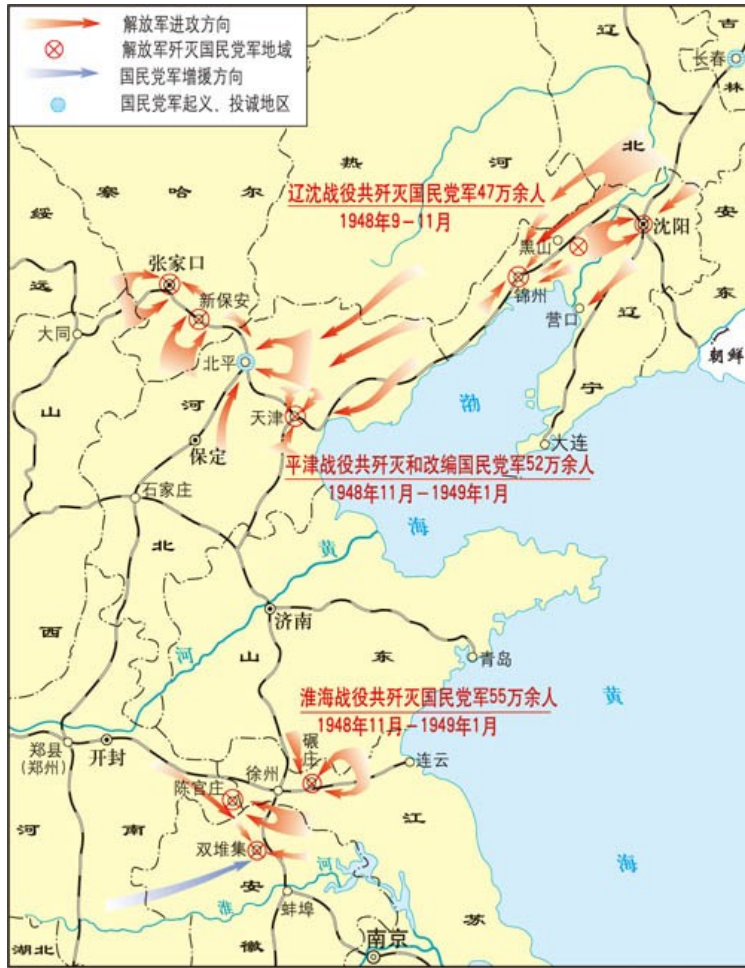 解放军进攻方向
解放军歼灭国民党军地域
国民党军增援方向
国民党军起义、投诚地区
吉
林
长春
辽
北
热
河
察
哈
尔
绥
远
安
东
辽沈战役共歼灭国民党军47万余人
1948年9－11月
沈阳
黑山
锦州
营口
辽
宁
朝鲜
张家口
新保安
大同
北平
天津
渤
海
大连
山
西
河
北
保定
平津战役共歼灭和改编国民党军52万余人
1948年11月－1949年1月
石家庄
黄
河
济南
山
东
青岛
黄
海
淮海战役共歼灭国民党军55万余人
1948年11月－1949年1月
郑县
(郑州)
开封
碾庄
徐州
连云
陈官庄
河
南
江
苏
双堆集
安
徽
淮
河
蚌埠
湖北
南京